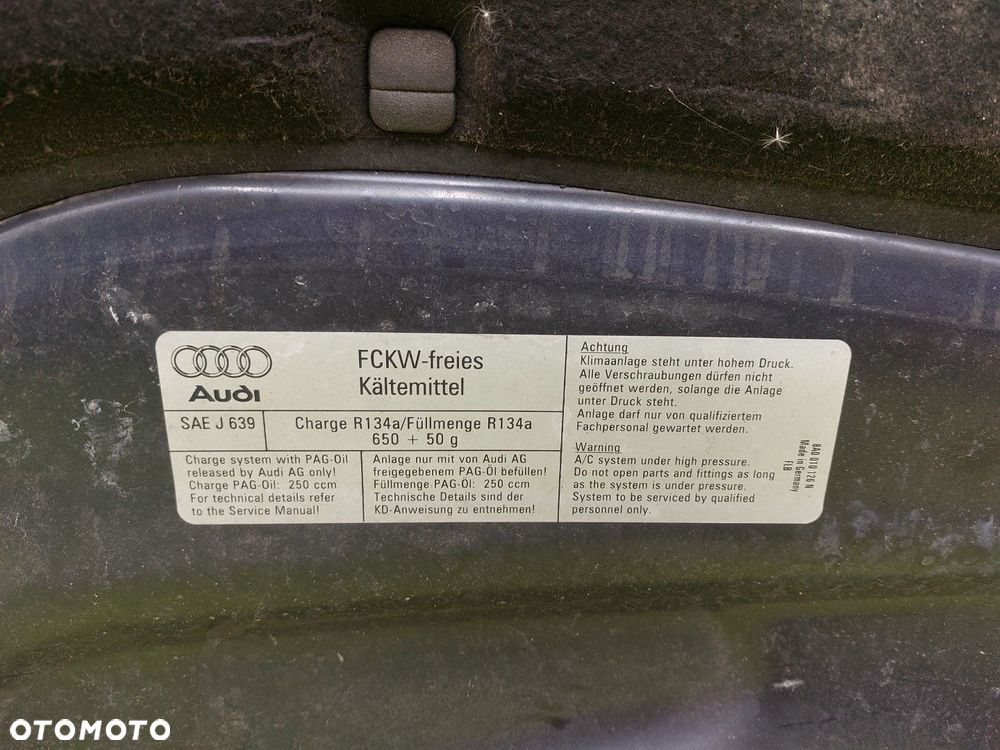 Audi
FCKW-freies
Kältemittel
SAE J 639
Charge R134a/Füllmenge R134a
650 + 50 g
Charge system with PAG-Oil
released by Audi AG only!
Charge PAG-Oil: 250 ccm
For technical details refer
to the Service Manual!
Anlage nur mit von Audi AG
freigegebenem PAG-Öl befüllen!
Füllmenge PAG-Öl: 250 ccm
Technische Details sind der
KD-Anweisung zu entnehmen!
Achtung
Klimaanlage steht unter hohem Druck.
Alle Verschraubungen dürfen nicht
geöffnet werden, solange die Anlage
unter Druck steht.
Anlage darf nur von qualifiziertem
Fachpersonal gewartet werden.
Warning
A/C system under high pressure.
Do not open parts and fittings as long
as the system is under pressure.
System to be serviced by qualified
personnel only.
8A0 010 126 N
Made in Germany
FLB
OTOMOTO